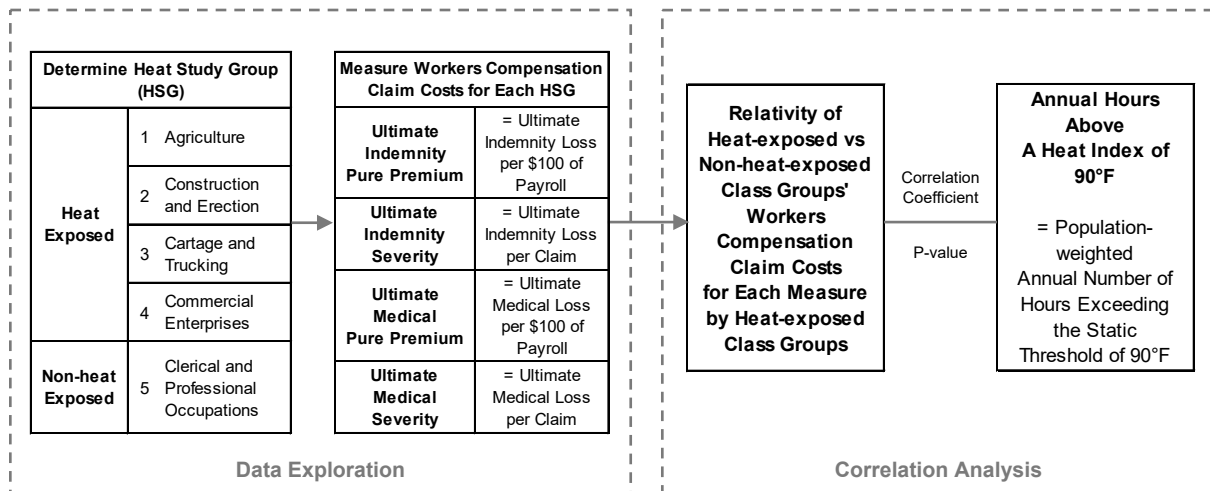 Determine Heat Study Group
(HSG)
Heat
Exposed
1 Agriculture
2 Construction
and Erection
3 Cartage and
Trucking
4 Commercial
Enterprises
Non-heat
Exposed
5 Clerical and
Professional
Occupations
Measure Workers Compensation
Claim Costs for Each HSG
Ultimate
Indemnity
Pure Premium
= Ultimate
Indemnity Loss
per $100 of
Payroll
Ultimate
Indemnity
Severity
= Ultimate
Indemnity Loss
per Claim
Ultimate
Medical
Pure Premium
= Ultimate
Medical Loss
per $100 of
Payroll
Ultimate
Medical
Severity
= Ultimate
Medical Loss
per Claim
Data Exploration
Relativity of
Heat-exposed vs
Non-heat-exposed
Class Groups'
Workers
Compensation
Claim Costs
for Each Measure
by Heat-exposed
Class Groups
Correlation
Coefficient
P-value
Annual Hours
Above
A Heat Index of
90°F
= Population-
weighted
Annual Number of
Hours Exceeding
the Static
Threshold of 90°F
Correlation Analysis